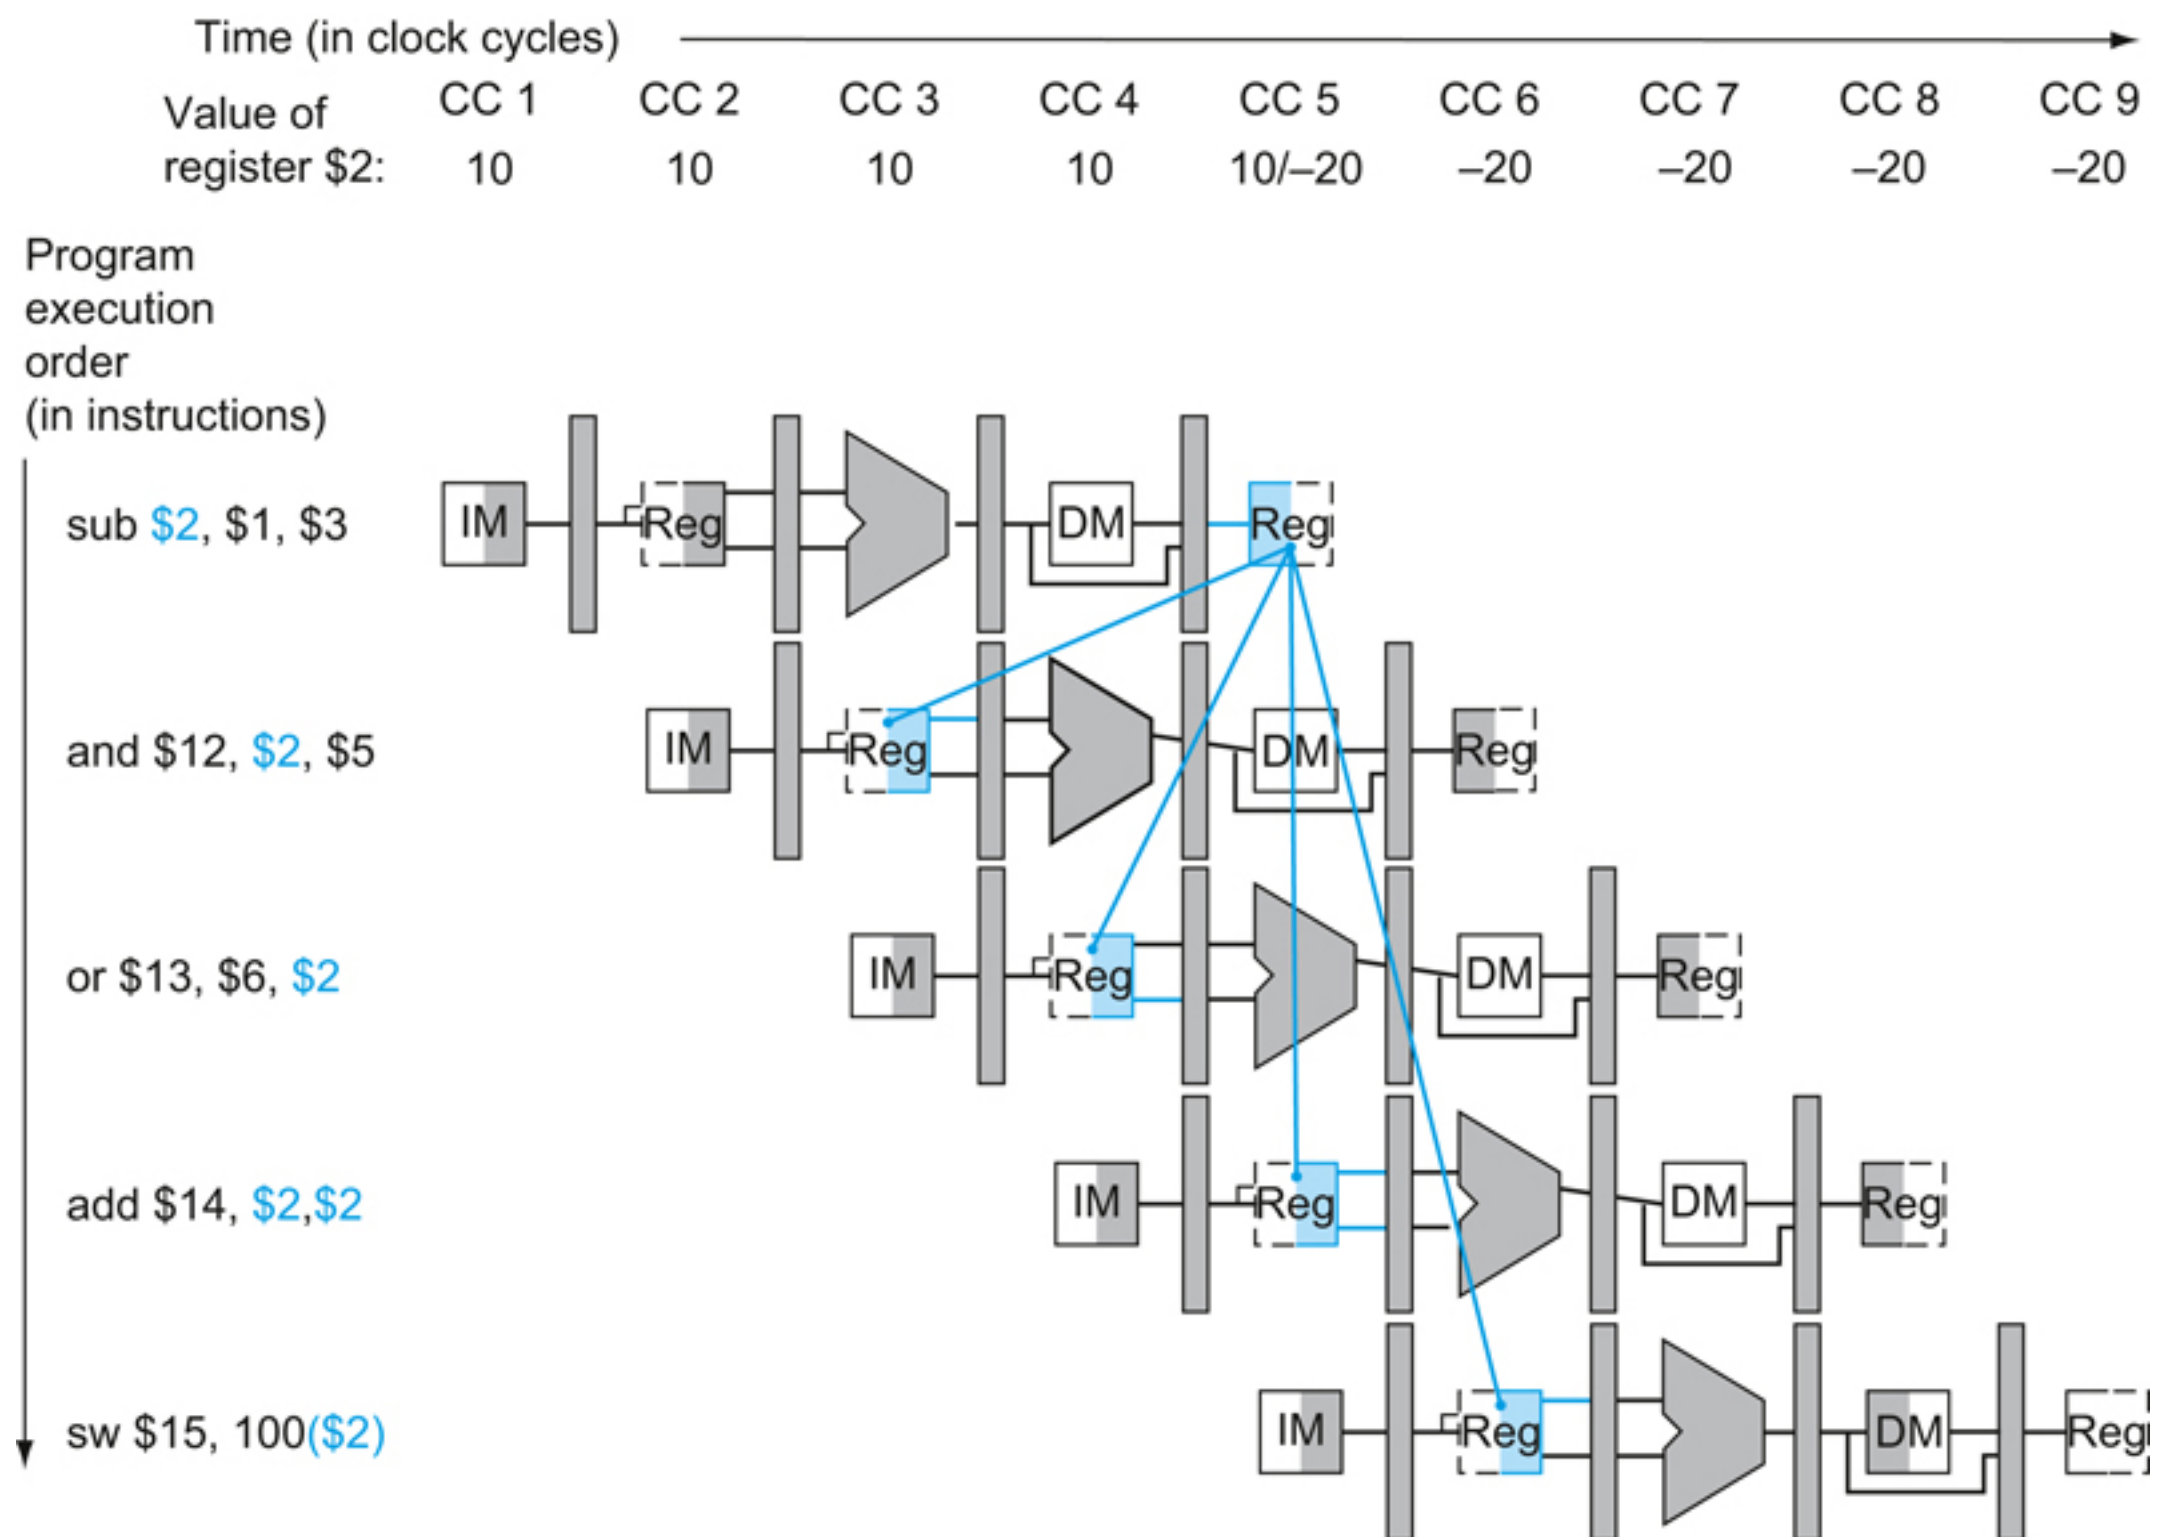 Time (in clock cycles)
CC 1 CC 2 CC 3 CC 4 CC 5 CC 6 CC 7 CC 8 CC 9
Value of
register $2: 10 10 10 10 10/–20 –20 –20 –20 –20
Program
execution
order
(in instructions)
sub $2, $1, $3 IM Reg DM Reg
and $12, $2, $5 IM Reg DM Reg
or $13, $6, $2 IM Reg DM Reg
add $14, $2,$2 IM Reg DM Reg
sw $15, 100($2) IM Reg DM Reg